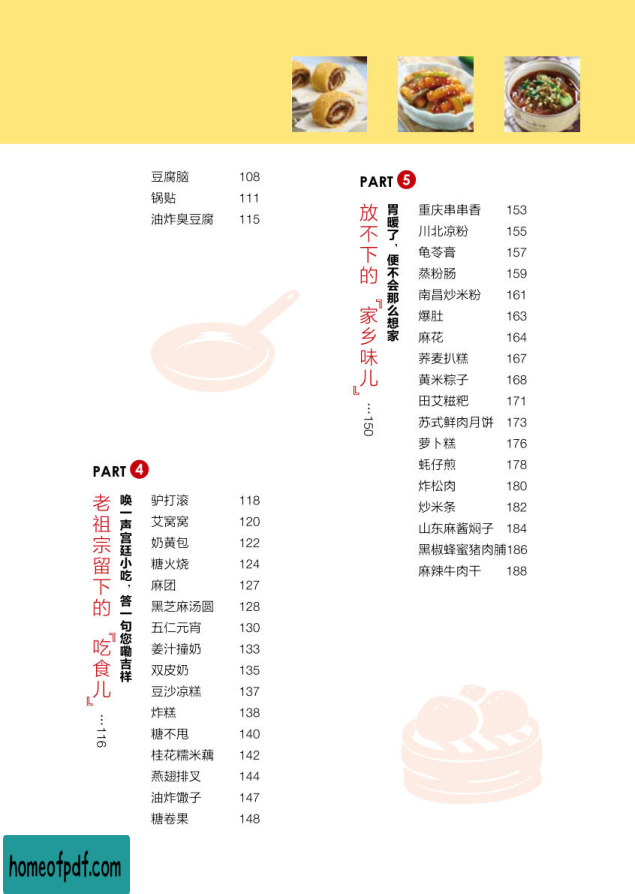 豆腐脑 108
锅贴 111
油炸臭豆腐 115
PART 4
老祖宗留下的『吃食儿』…116
唤一声宫廷小吃，答一句您嘞吉祥
驴打滚 118
艾窝窝 120
奶黄包 122
糖火烧 124
麻团 127
黑芝麻汤圆 128
五仁元宵 130
姜汁撞奶 133
双皮奶 135
豆沙凉糕 137
炸糕 138
糖不甩 140
桂花糯米藕 142
燕翅排叉 144
油炸馓子 147
糖卷果 148
PART 5
放不下的『家乡味儿』…150
胃暖了，便不会那么想家
重庆串串香 153
川北凉粉 155
龟苓膏 157
蒸粉肠 159
南昌炒米粉 161
爆肚 163
麻花 164
荞麦扒糕 167
黄米粽子 168
田艾糍粑 171
苏式鲜肉月饼 173
萝卜糕 176
蚝仔煎 178
炸松肉 180
炒米条 182
山东麻酱焖子 184
黑椒蜂蜜猪肉脯186
麻辣牛肉干 188
homeofpdf.com